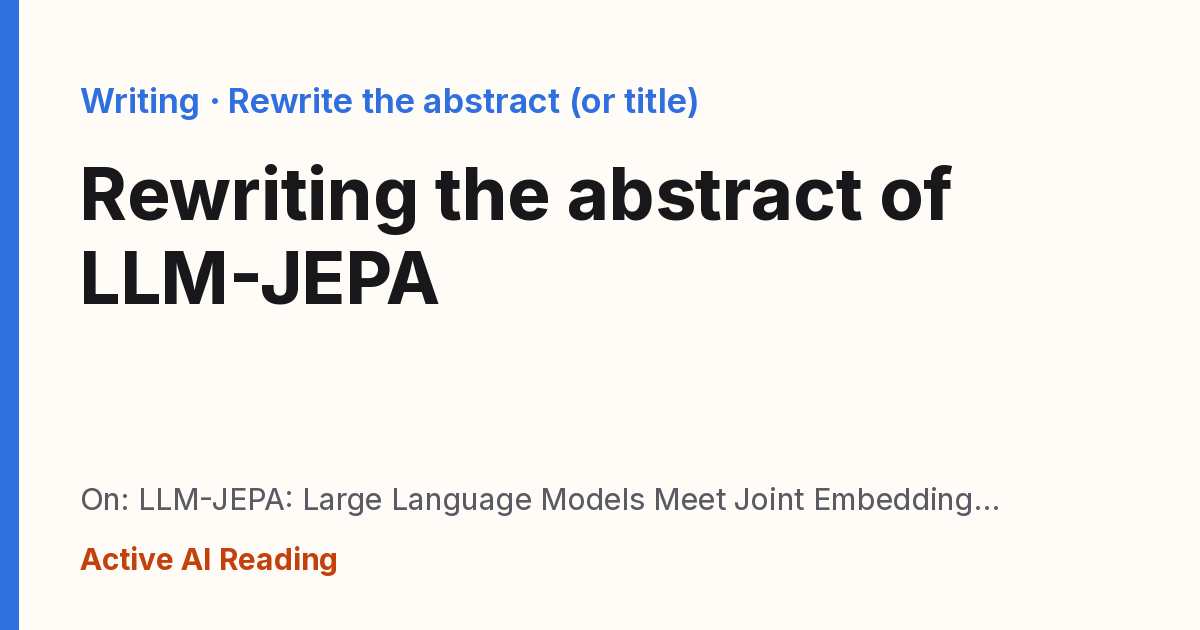 Writing · Rewrite the abstract (or title)
Rewriting the abstract of
LLM-JEPA
On: LLM-JEPA: Large Language Models Meet Joint Embedding…
Active AI Reading